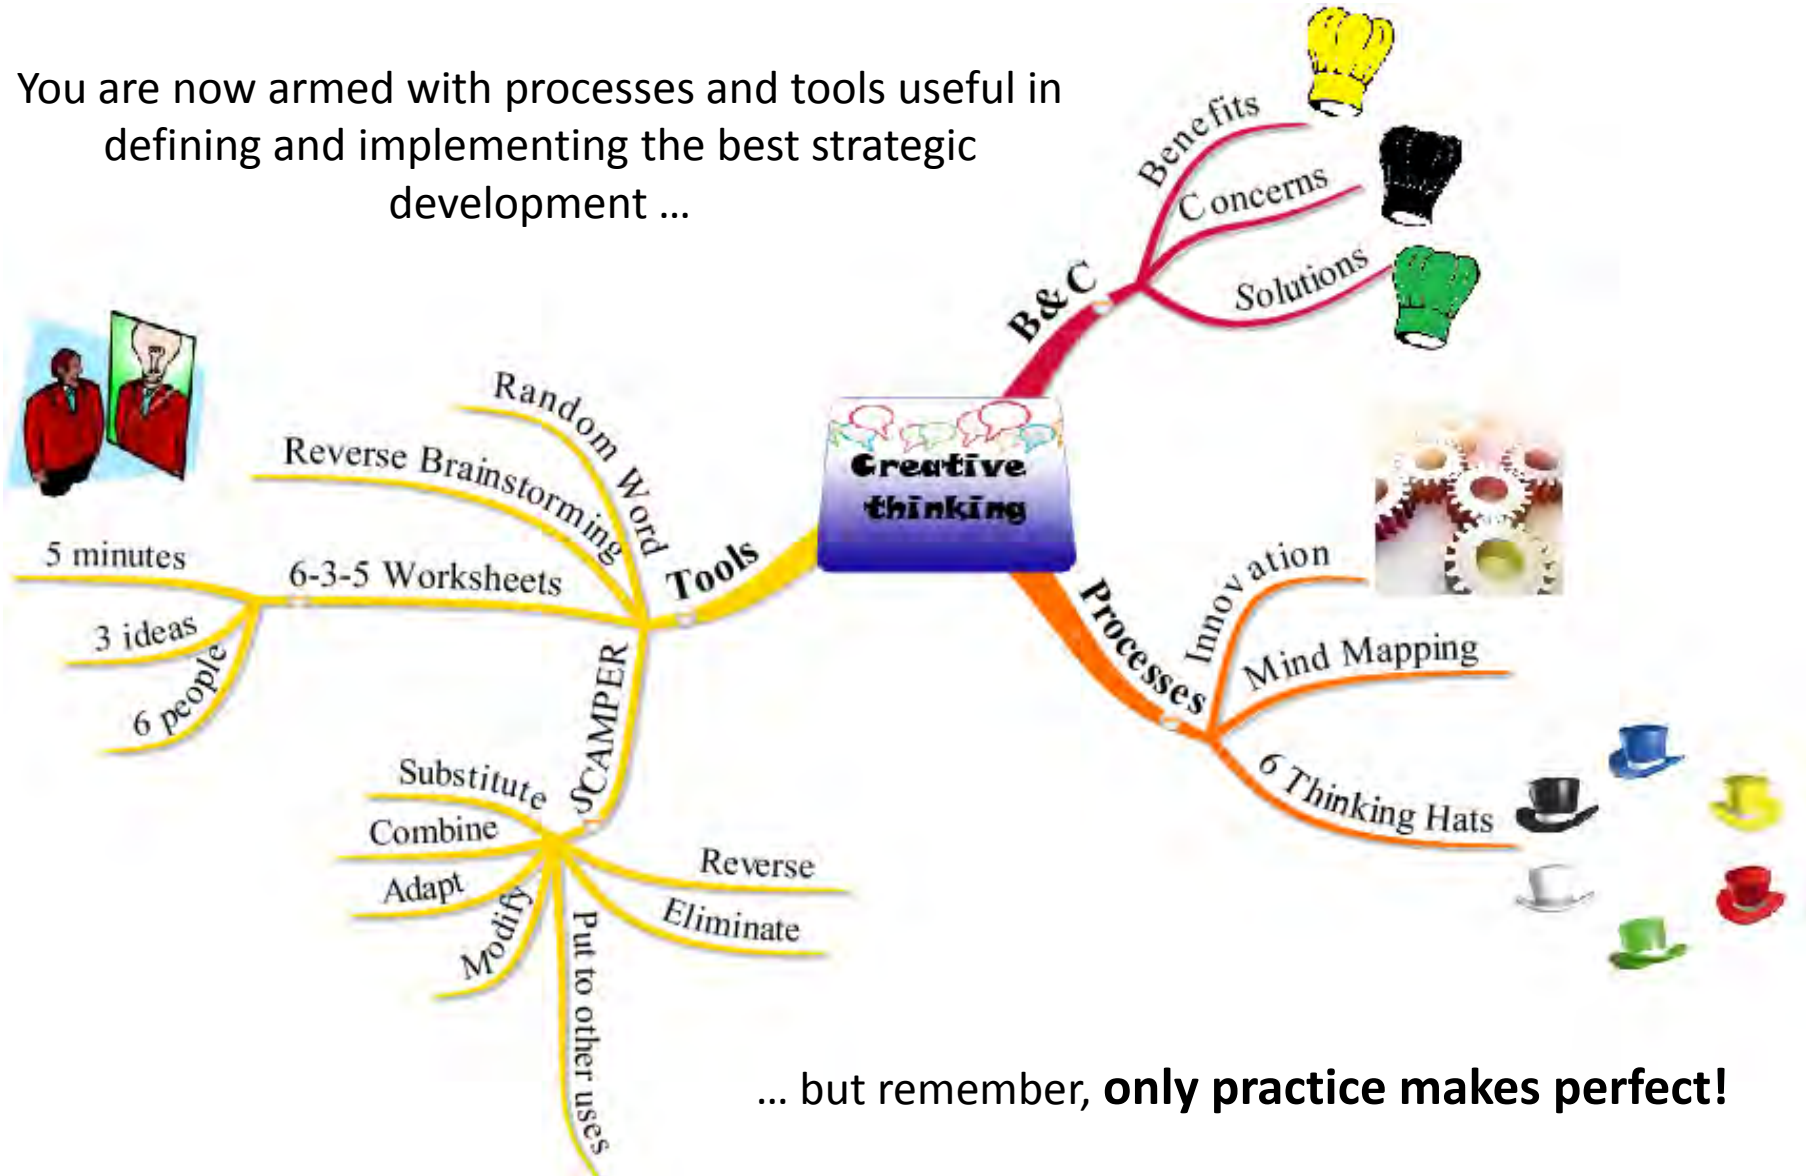 You are now armed with processes and tools useful in
defining and implementing the best strategic
development ...
Creative
thinking
B&C
Benefits
Concerns
Solutions
Processes
Innovation
Mind Mapping
6 Thinking Hats
Tools
Random Word
Reverse Brainstorming
6-3-5 Worksheets
5 minutes
3 ideas
6 people
SCAMPER
Substitute
Combine
Adapt
Modify
Put to other uses
Eliminate
Reverse
... but remember, only practice makes perfect!